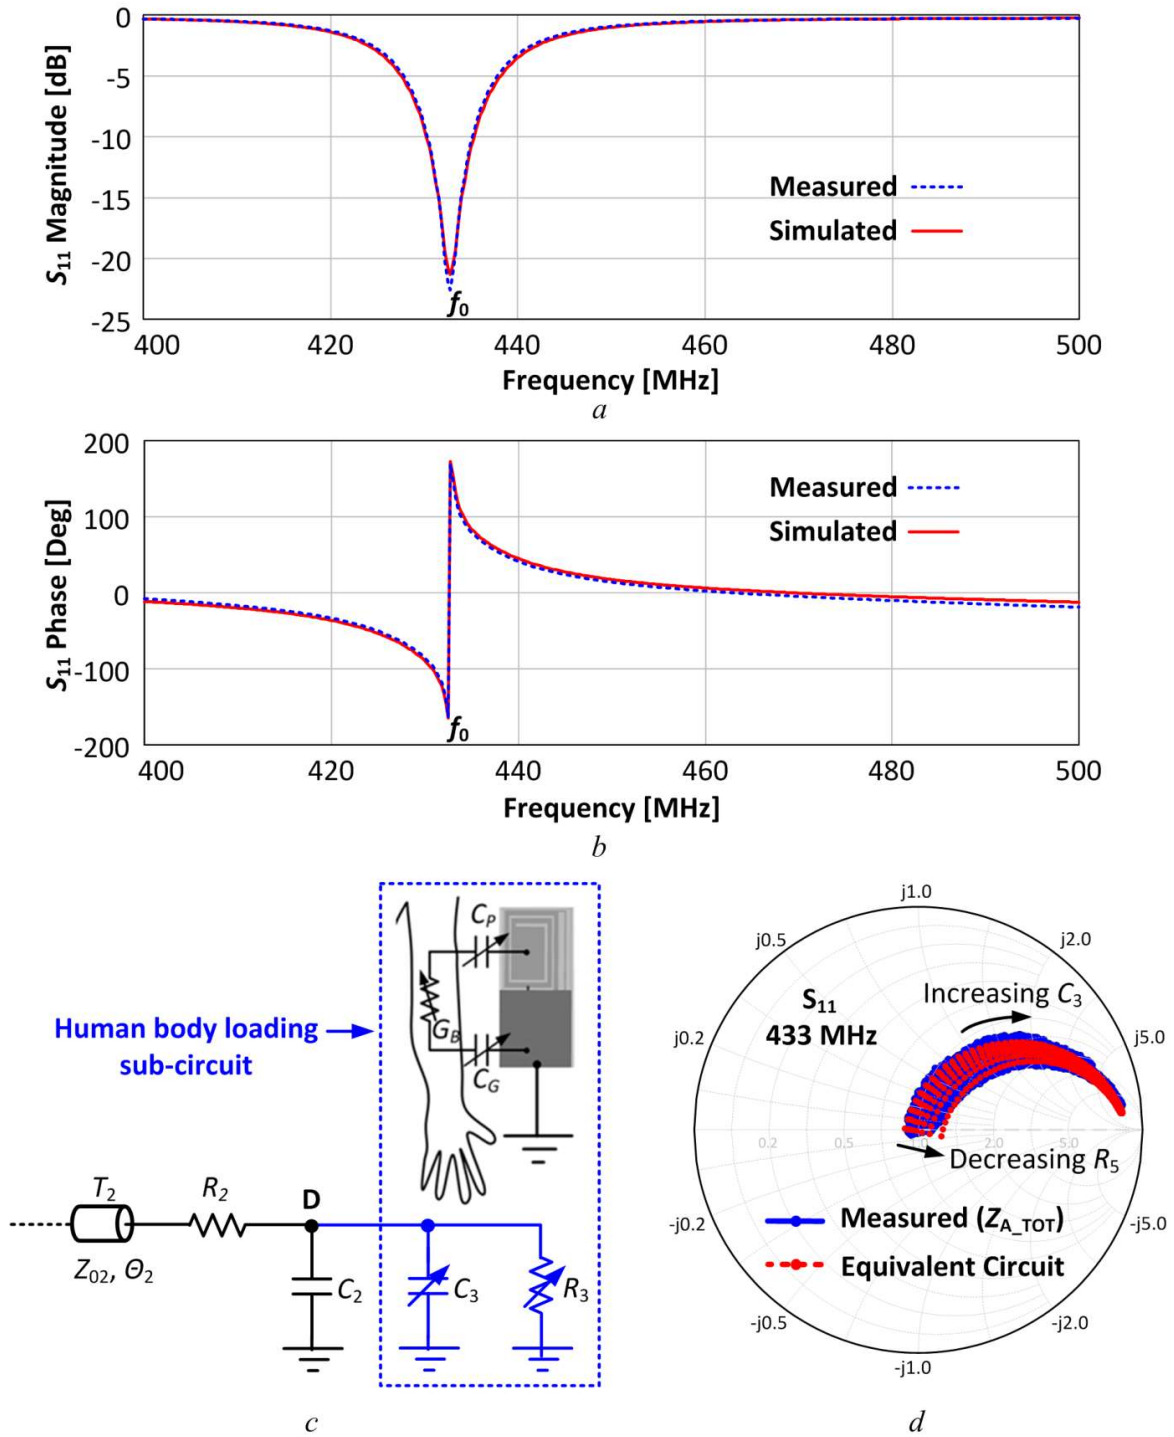 0
-5
-10
-15
-20
-25
S11 Magnitude [dB]
Measured
Simulated
f0
400 420 440 460 480 500
Frequency [MHz]
a
200
100
0
-100
-200
S11 Phase [Deg]
Measured
Simulated
f0
400 420 440 460 480 500
Frequency [MHz]
b
Human body loading
sub-circuit
CP
GB
CG
T2
R2
D
Z02, Θ2
C2
C3
R3
c
j1.0
j0.5
j2.0
S11
433 MHz
Increasing C3
j0.2
j5.0
0.2 0.5 2.0 5.0
Decreasing R5
-j0.2
-j5.0
Measured (ZA_TOT)
Equivalent Circuit
-j0.5
-j2.0
-j1.0
d